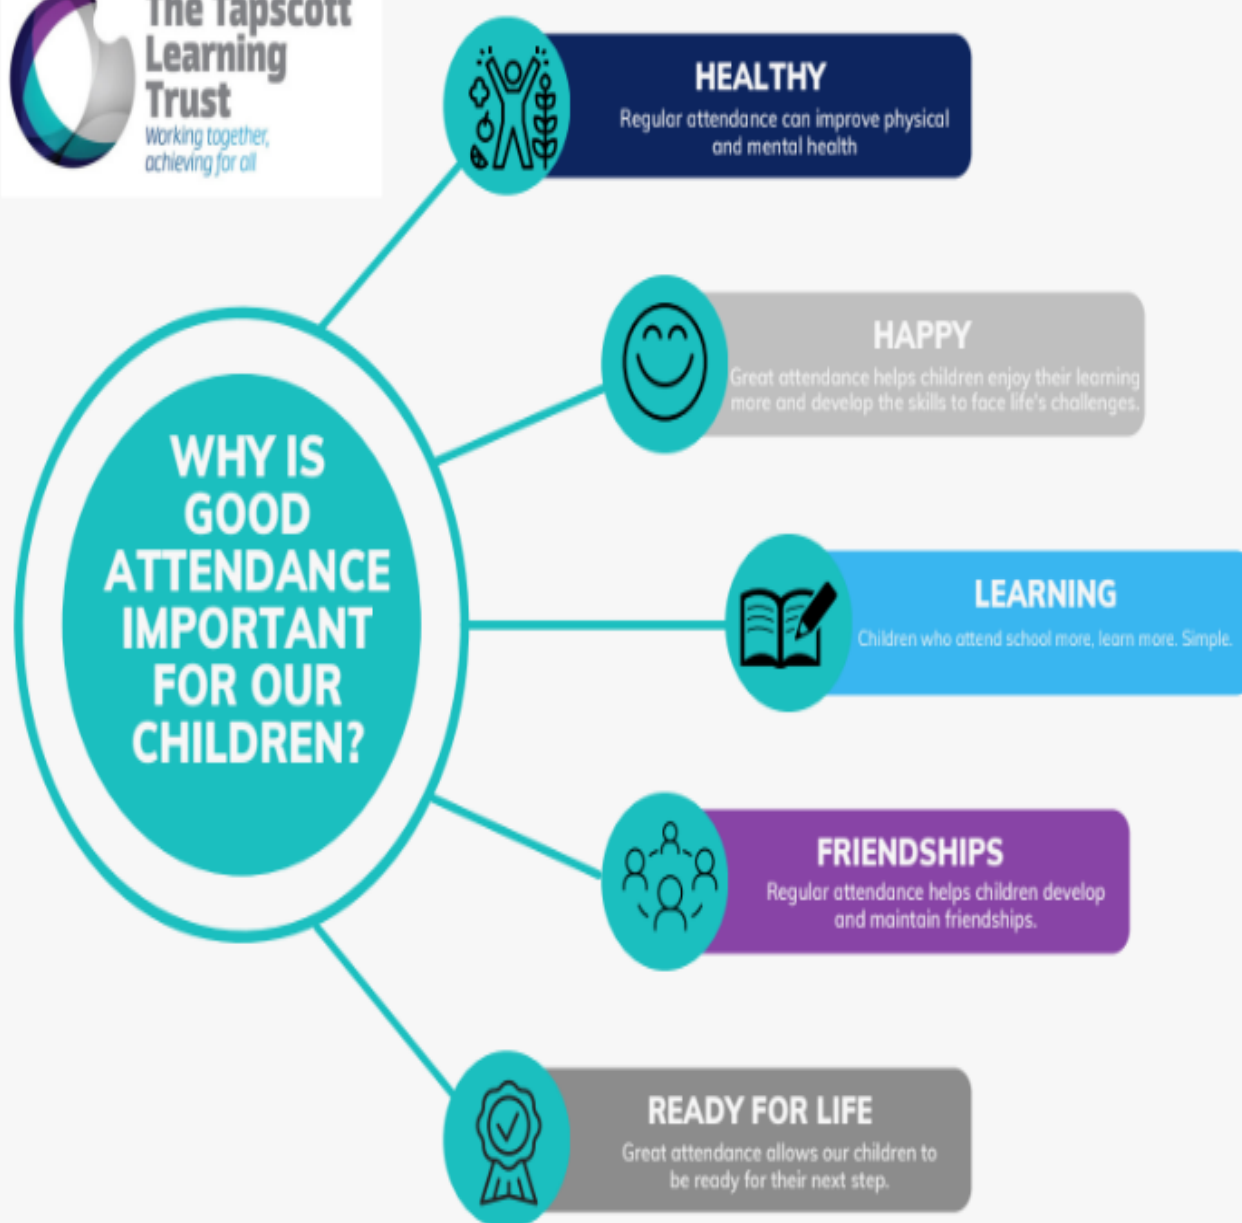 The Tapscott
Learning
Trust
Working together,
achieving for all
HEALTHY
Regular attendance can improve physical
and mental health
HAPPY
Great attendance helps children enjoy their learning
more and develop the skills to face life's challenges.
WHY IS
GOOD
ATTENDANCE
IMPORTANT
FOR OUR
CHILDREN?
LEARNING
Children who attend school more, learn more. Simple.
FRIENDSHIPS
Regular attendance helps children develop
and maintain friendships.
READY FOR LIFE
Great attendance allows our children to
be ready for their next step.